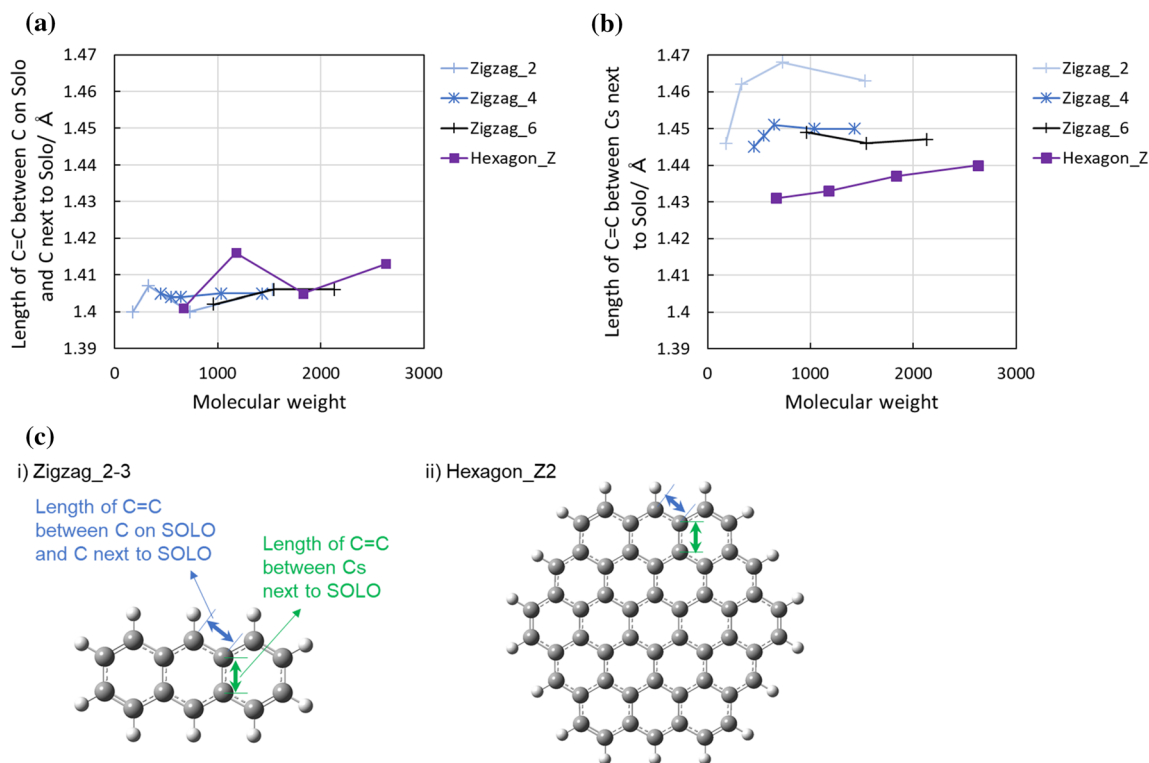 (a)
Length of C=C between C on Solo
and C next to Solo/ Å
1.47
1.46
1.45
1.44
1.43
1.42
1.41
1.4
1.39
0
1000
2000
3000
Molecular weight
Zigzag_2
Zigzag_4
Zigzag_6
Hexagon_Z
(b)
Length of C=C between Cs next
to Solo/ Å
1.47
1.46
1.45
1.44
1.43
1.42
1.41
1.4
1.39
0
1000
2000
3000
Molecular weight
Zigzag_2
Zigzag_4
Zigzag_6
Hexagon_Z
(c)
i) Zigzag_2-3
Length of C=C
between C on SOLO
and C next to SOLO
Length of C=C
between Cs
next to SOLO
ii) Hexagon_Z2